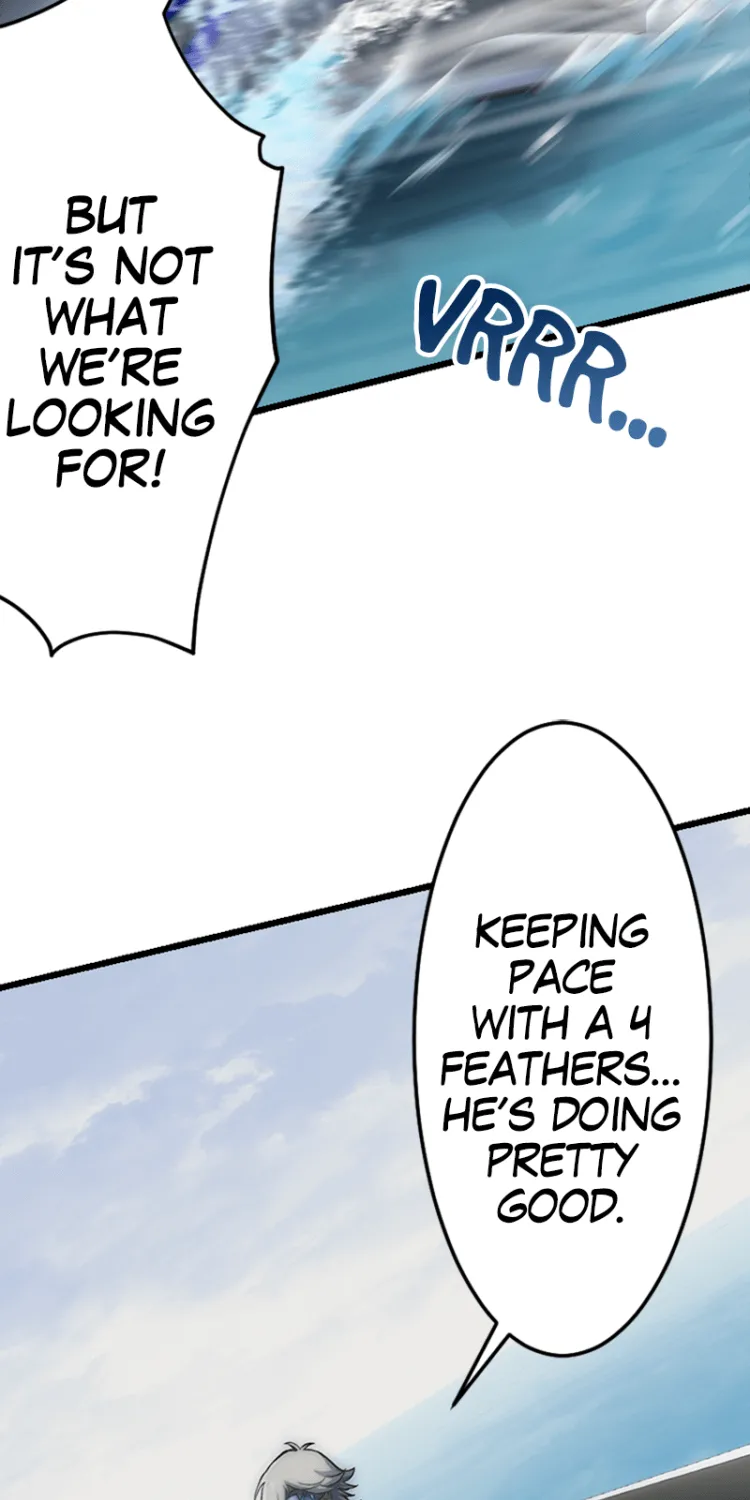 BUT
IT'S NOT
WHAT
WE'RE
LOOKING
FOR!
VRRR...
KEEPING
PACE
WITH A 4
FEATHERS...
HE'S DOING
PRETTY
GOOD.